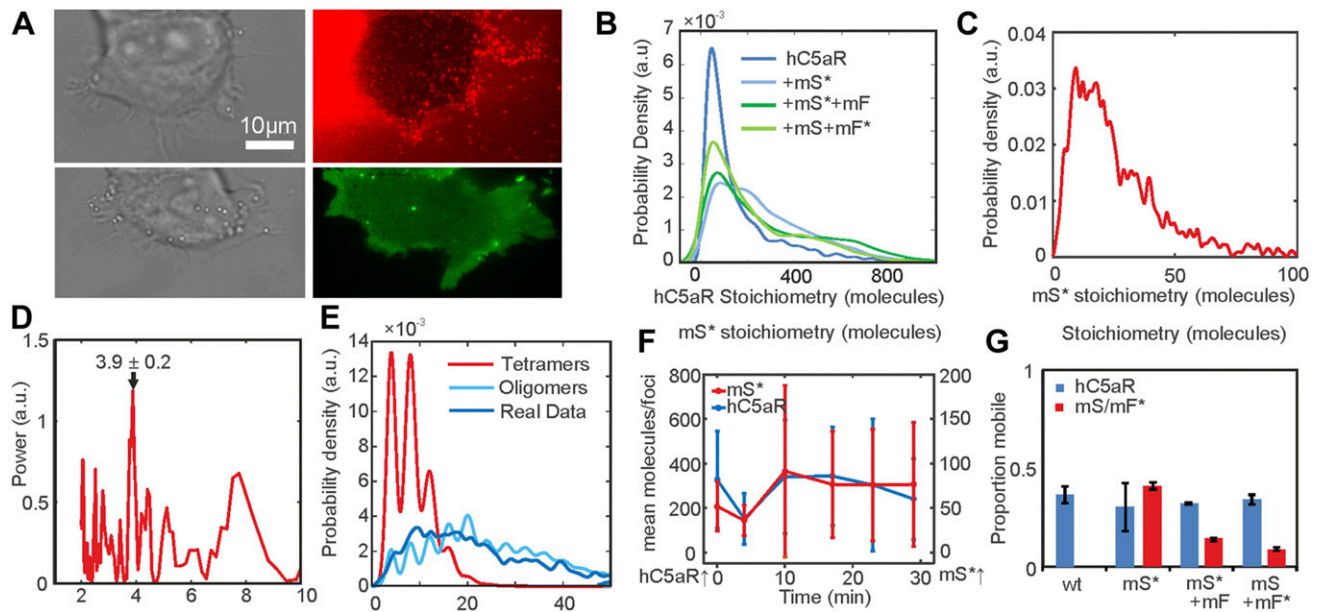 A
10µm
B
×10⁻³
7
6
5
4
3
2
1
0
Probability Density (a.u)
hC5aR
+mS*
+mS*+mF
+mS+mF*
0
400
800
hC5aR Stoichiometry (molecules)
C
0.04
0.03
0.02
0.01
0
Probability density (a.u.)
0
50
100
mS* stoichiometry (molecules)
D
1.5
1
0.5
0
Power (a.u.)
3.9 ± 0.2
2
4
6
8
10
mS* stoichiometry (molecules)
E
×10⁻³
14
12
10
8
6
4
2
0
Probability density (a.u.)
Tetramers
Oligomers
Real Data
0
20
40
Stoichiometry (molecules)
F
800
600
400
200
0
mean molecules/foci
mS*
hC5aR
200
150
100
50
0
hC5aR↑
0
10
20
30
mS*↑
Time (min)
G
1
0.5
0
Proportion mobile
hC5aR
mS/mF*
wt
mS*
mS*
+mF
mS
+mF*